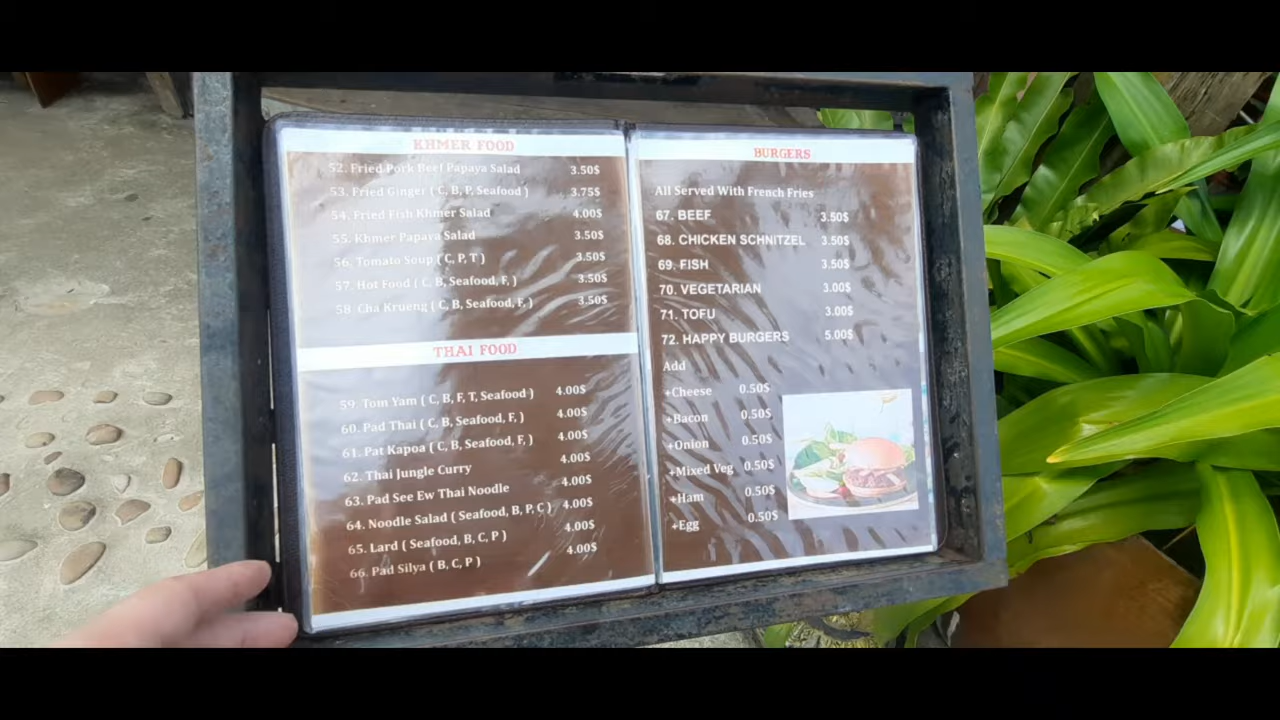 KHMER FOOD
52. Fried Pork Beef Papaya Salad 3.50$
53. Fried Ginger ( C, B, P, Seafood ) 3.75$
54. Fried Fish Khmer Salad 4.00$
55. Khmer Papaya Salad 3.50$
56. Tomato Soup ( C, P, T ) 3.50$
57. Hot Food ( C, B, Seafood, F, ) 3.50$
58 Cha Krueng ( C, B, Seafood, F, ) 3.50$
THAI FOOD
59. Tom Yam ( C, B, F, T, Seafood ) 4.00$
60. Pad Thai ( C, B, Seafood, F, ) 4.00$
61. Pat Kapoa ( C, B, Seafood, F, ) 4.00$
62. Thai Jungle Curry 4.00$
63. Pad See Ew Thai Noodle 4.00$
64. Noodle Salad ( Seafood, B, P, C ) 4.00$
65. Lard ( Seafood, B, C, P ) 4.00$
66. Pad Silya ( B, C, P ) 4.00$
BURGERS
All Served With French Fries
67. BEEF 3.50$
68. CHICKEN SCHNITZEL 3.50$
69. FISH 3.50$
70. VEGETARIAN 3.00$
71. TOFU 3.00$
72. HAPPY BURGERS 5.00$
Add
+Cheese 0.50$
+Bacon 0.50$
+Onion 0.50$
+Mixed Veg 0.50$
+Ham 0.50$
+Egg 0.50$